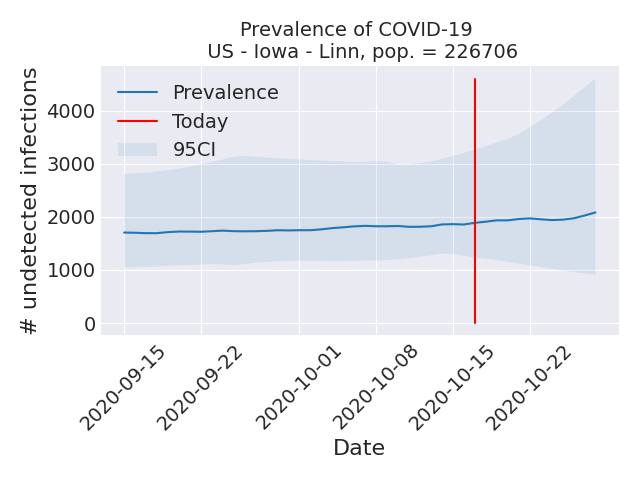 Prevalence of COVID-19
US - Iowa - Linn, pop. = 226706
# undetected infections
4000
3000
2000
1000
0
Prevalence
Today
95CI
2020-09-15
2020-09-22
2020-10-01
2020-10-08
2020-10-15
2020-10-22
Date